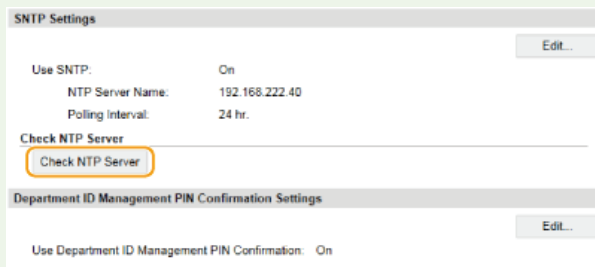 SNTP Settings
Edit...
Use SNTP: On
NTP Server Name: 192.168.222.40
Polling Interval: 24 hr.
Check NTP Server
Check NTP Server
Department ID Management PIN Confirmation Settings
Edit...
Use Department ID Management PIN Confirmation: On